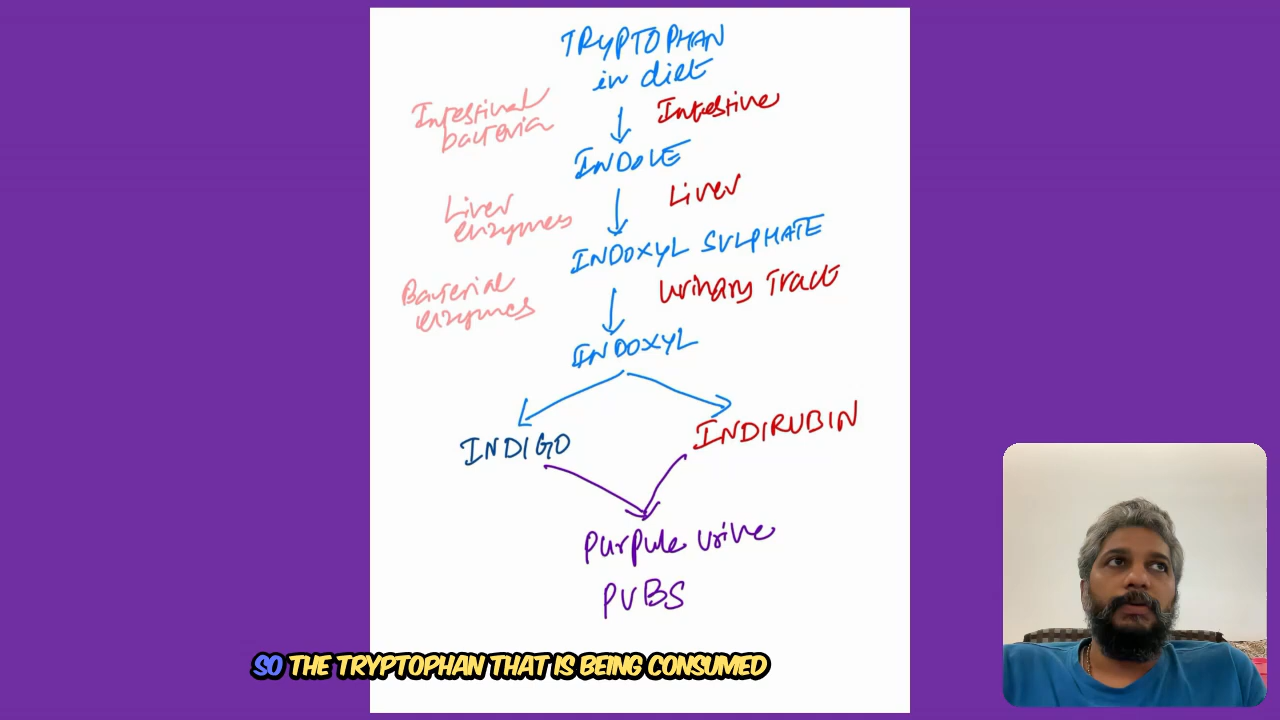 TRYPTOPHAN
in diet
Intestinal
bacteria
Intestine
INDOLE
Liver
enzymes
Liver
INDOXYL SULPHATE
Bacterial
enzymes
Urinary Tract
INDOXYL
INDIGO
INDIRUBIN
Purpule urine
PUBS
SO THE TRYPTOPHAN THAT IS BEING CONSUMED